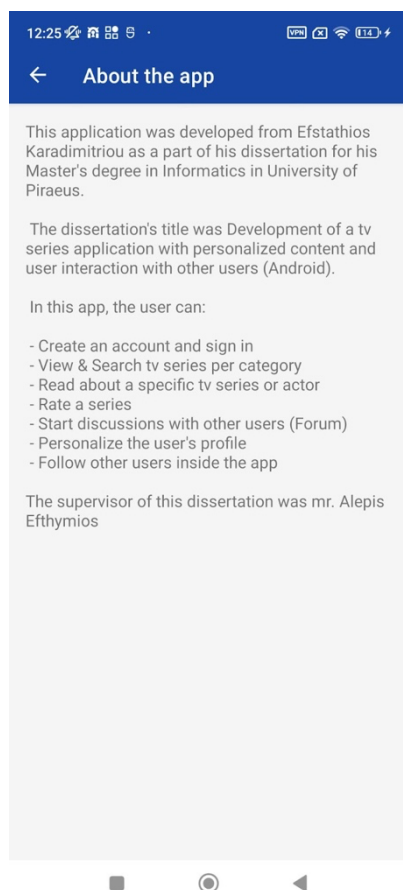 12:25
VPN 14
About the app
This application was developed from Efstathios
Karadimitriou as a part of his dissertation for his
Master's degree in Informatics in University of
Piraeus.
The dissertation's title was Development of a tv
series application with personalized content and
user interaction with other users (Android).
In this app, the user can:
- Create an account and sign in
- View & Search tv series per category
- Read about a specific tv series or actor
- Rate a series
- Start discussions with other users (Forum)
- Personalize the user's profile
- Follow other users inside the app
The supervisor of this dissertation was mr. Alepis
Efthymios